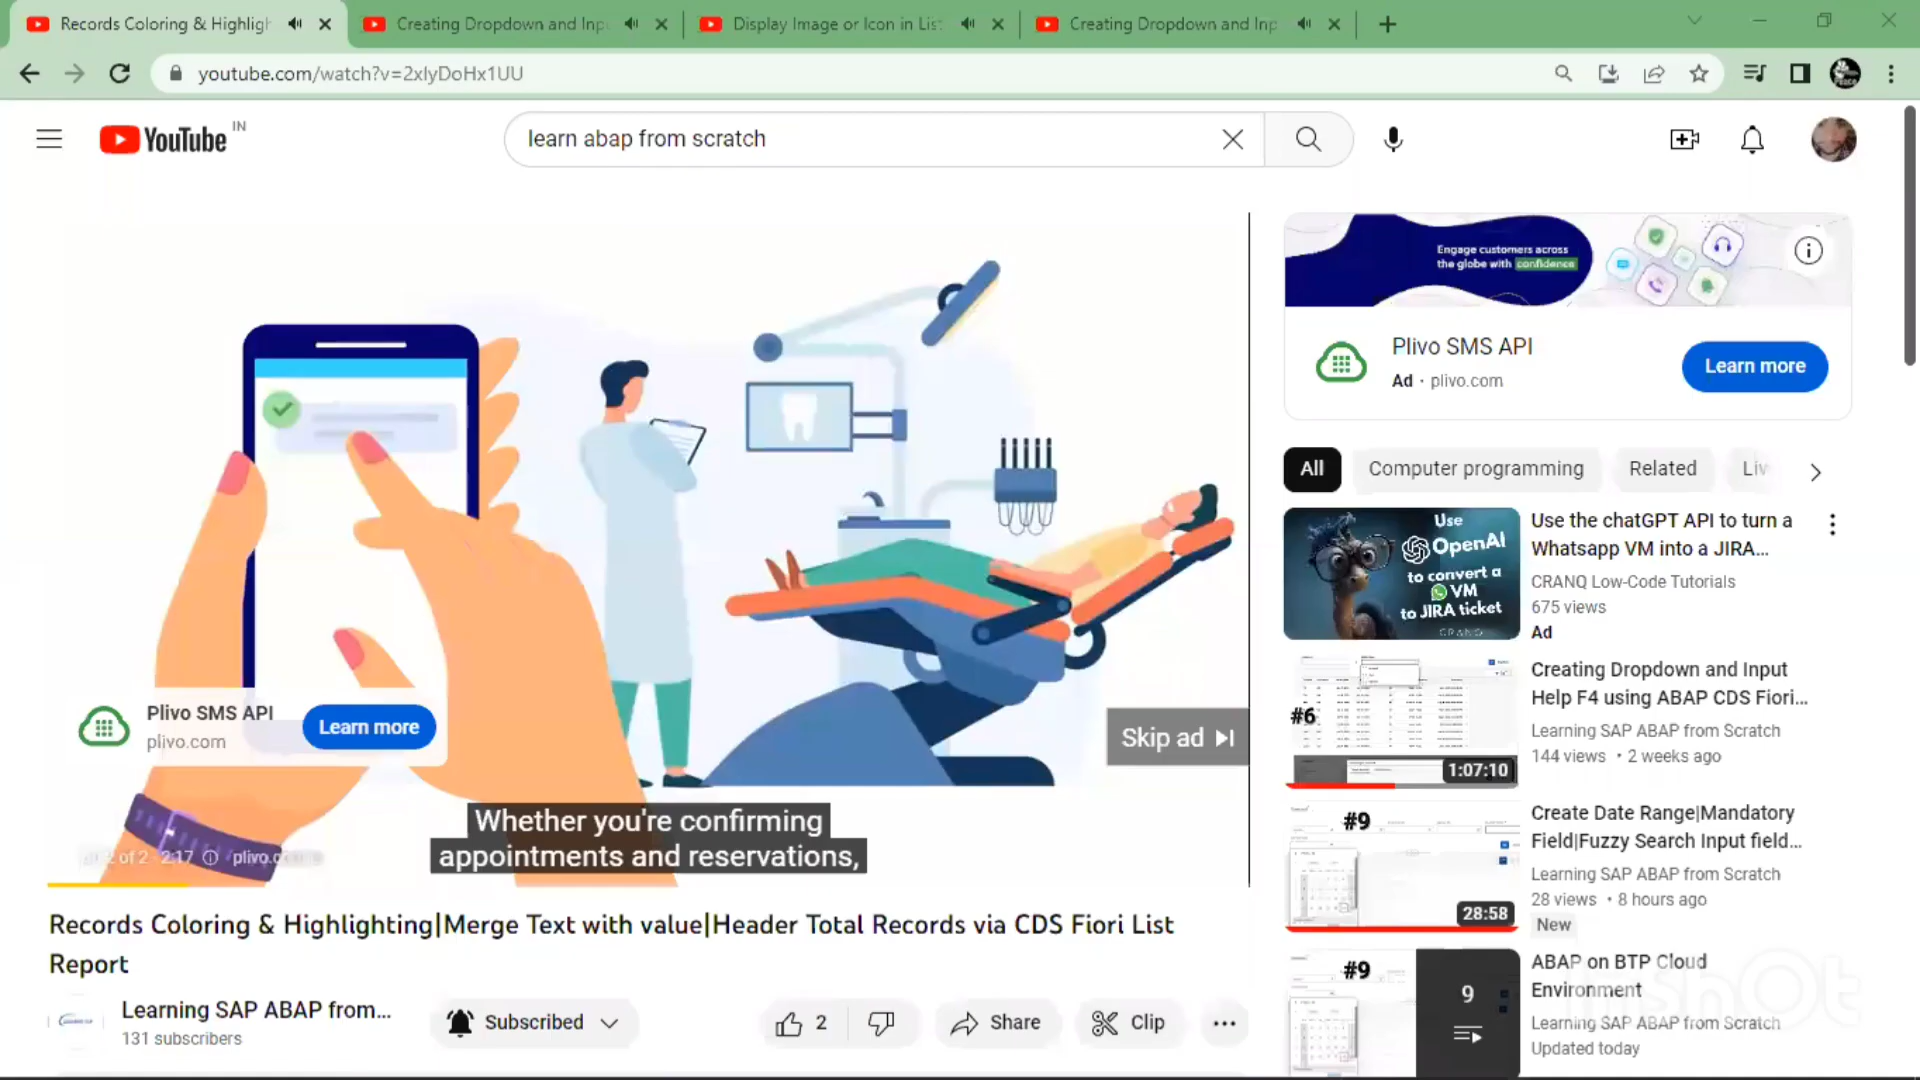 Records Coloring & Highligh
Creating Dropdown and Inp
Display Image or Icon in Lis
Creating Dropdown and Inp
youtube.com/watch?v=2xlyDoHx1UU
YouTube IN
learn abap from scratch
Engage customers across
the globe with confidence
Plivo SMS API
Ad · plivo.com
Learn more
All
Computer programming
Related
Liv
Use
OpenAI
to convert a
VM
to JIRA ticket
CRANQ
Use the chatGPT API to turn a
Whatsapp VM into a JIRA...
CRANQ Low-Code Tutorials
675 views
Ad
#6
1:07:10
Creating Dropdown and Input
Help F4 using ABAP CDS Fiori...
Learning SAP ABAP from Scratch
144 views • 2 weeks ago
#9
28:58
Create Date Range|Mandatory
Field|Fuzzy Search Input field...
Learning SAP ABAP from Scratch
28 views • 8 hours ago
New
#9
9
ABAP on BTP Cloud
Environment
Learning SAP ABAP from Scratch
Updated today
InShOt
Plivo SMS API
plivo.com
Learn more
Skip ad
Whether you're confirming
appointments and reservations,
2 of 2 · 2:17
Records Coloring & Highlighting|Merge Text with value|Header Total Records via CDS Fiori List
Report
Learning SAP ABAP from...
131 subscribers
Subscribed
2
Share
Clip